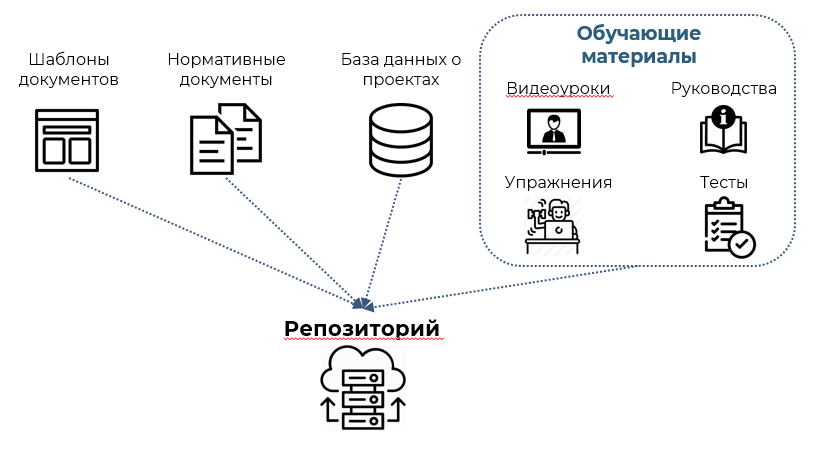 Шаблоны
документов
Нормативные
документы
База данных о
проектах
Обучающие
материалы
Видеоуроки
Руководства
Упражнения
Тесты
Репозиторий